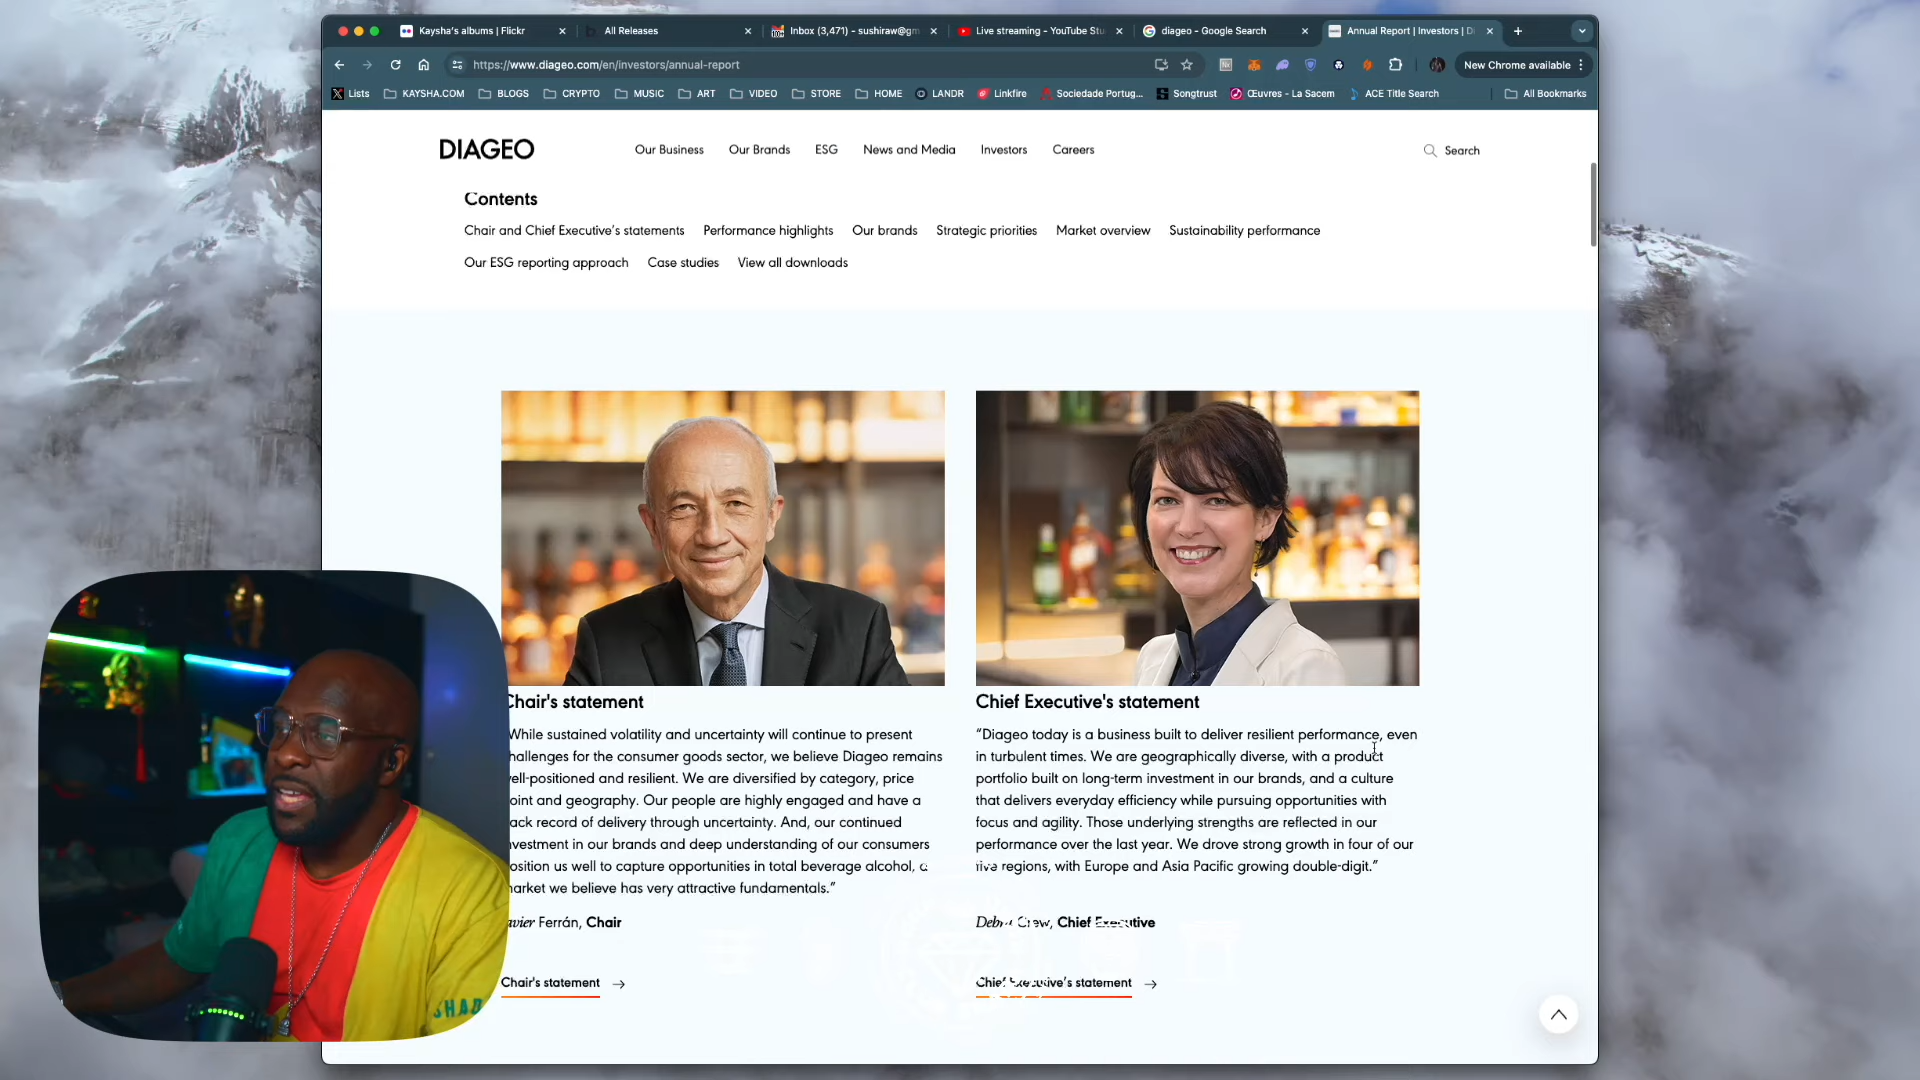 Kaysha's albums | Flickr
All Releases
Inbox (3,471) - sushiraw@gm
Live streaming - YouTube Stu
diageo - Google Search
Annual Report | Investors | Di
https://www.diageo.com/en/investors/annual-report
New Chrome available
Lists
KAYSHA.COM
BLOGS
CRYPTO
MUSIC
ART
VIDEO
STORE
HOME
LANDR
Linkfire
Sociedade Portug...
Songtrust
Œuvres - La Sacem
ACE Title Search
All Bookmarks
DIAGEO
Our Business
Our Brands
ESG
News and Media
Investors
Careers
Search
Contents
Chair and Chief Executive's statements
Performance highlights
Our brands
Strategic priorities
Market overview
Sustainability performance
Our ESG reporting approach
Case studies
View all downloads
Chair's statement
While sustained volatility and uncertainty will continue to present
hallenges for the consumer goods sector, we believe Diageo remains
ell-positioned and resilient. We are diversified by category, price
oint and geography. Our people are highly engaged and have a
ack record of delivery through uncertainty. And, our continued
nvestment in our brands and deep understanding of our consumers
osition us well to capture opportunities in total beverage alcohol, a
arket we believe has very attractive fundamentals.”
avier Ferrán, Chair
Chair's statement
Chief Executive's statement
“Diageo today is a business built to deliver resilient performance, even
in turbulent times. We are geographically diverse, with a product
portfolio built on long-term investment in our brands, and a culture
that delivers everyday efficiency while pursuing opportunities with
focus and agility. Those underlying strengths are reflected in our
performance over the last year. We drove strong growth in four of our
five regions, with Europe and Asia Pacific growing double-digit.”
Debra Crew, Chief Executive
Chief Executive's statement
SHAD